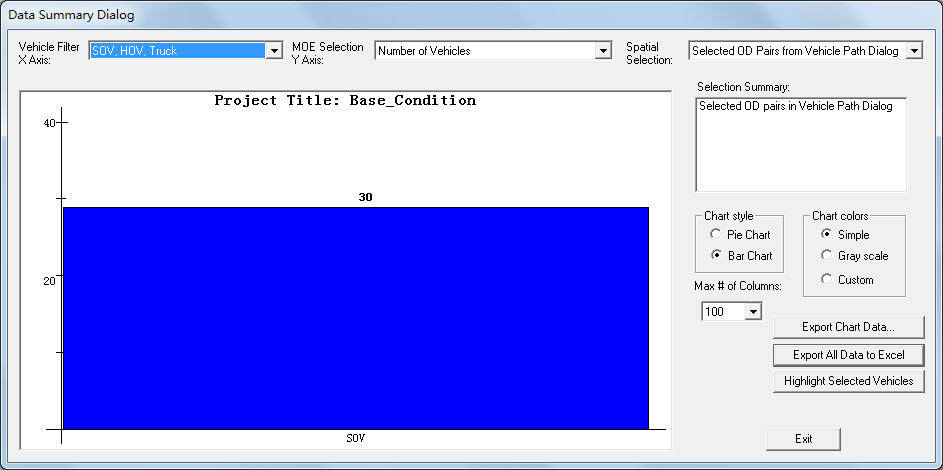 Data Summary Dialog
Vehicle Filter
X Axis:
SOV, HOV, Truck
MOE Selection
Y Axis:
Number of Vehicles
Spatial
Selection:
Selected OD Pairs from Vehicle Path Dialog
Project Title: Base_Condition
40
30
20
SOV
Selection Summary:
Selected OD pairs in Vehicle Path Dialog
Chart style
Pie Chart
Bar Chart
Chart colors
Simple
Gray scale
Custom
Max # of Columns:
100
Export Chart Data...
Export All Data to Excel
Highlight Selected Vehicles
Exit